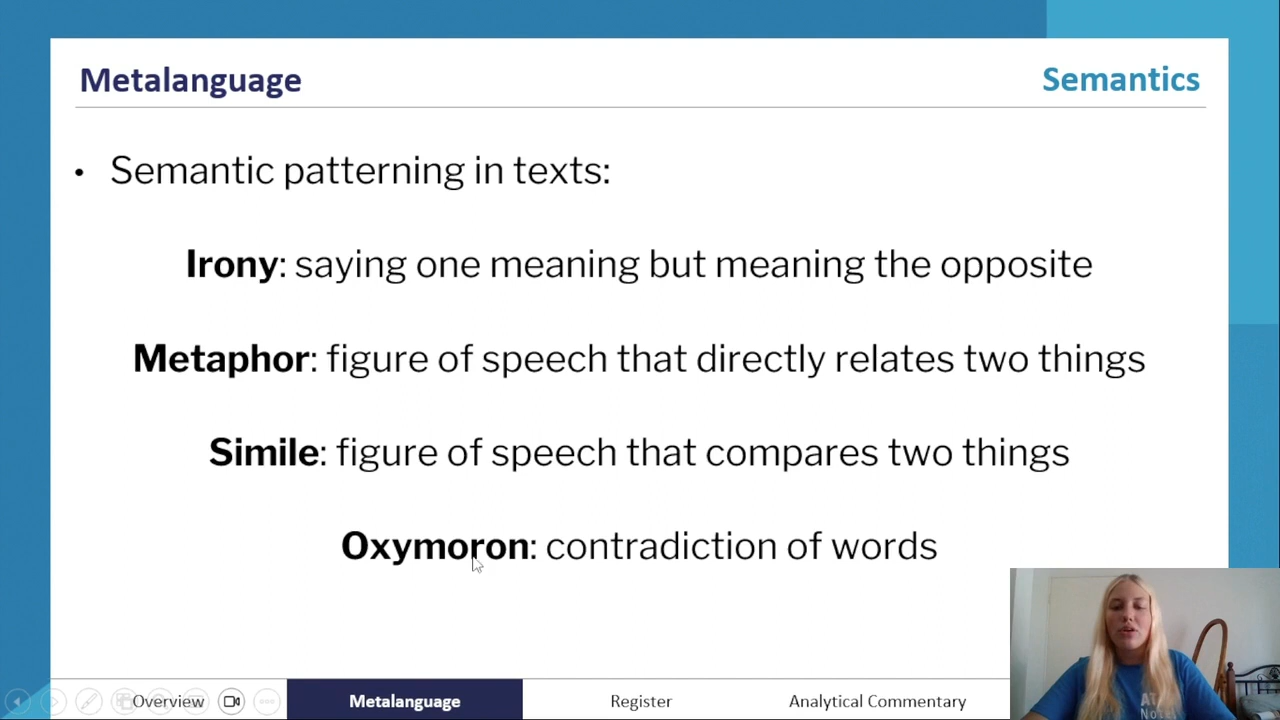 Metalanguage
Semantics
• Semantic patterning in texts:
Irony: saying one meaning but meaning the opposite
Metaphor: figure of speech that directly relates two things
Simile: figure of speech that compares two things
Oxymoron: contradiction of words
Overview
Metalanguage
Register
Analytical Commentary